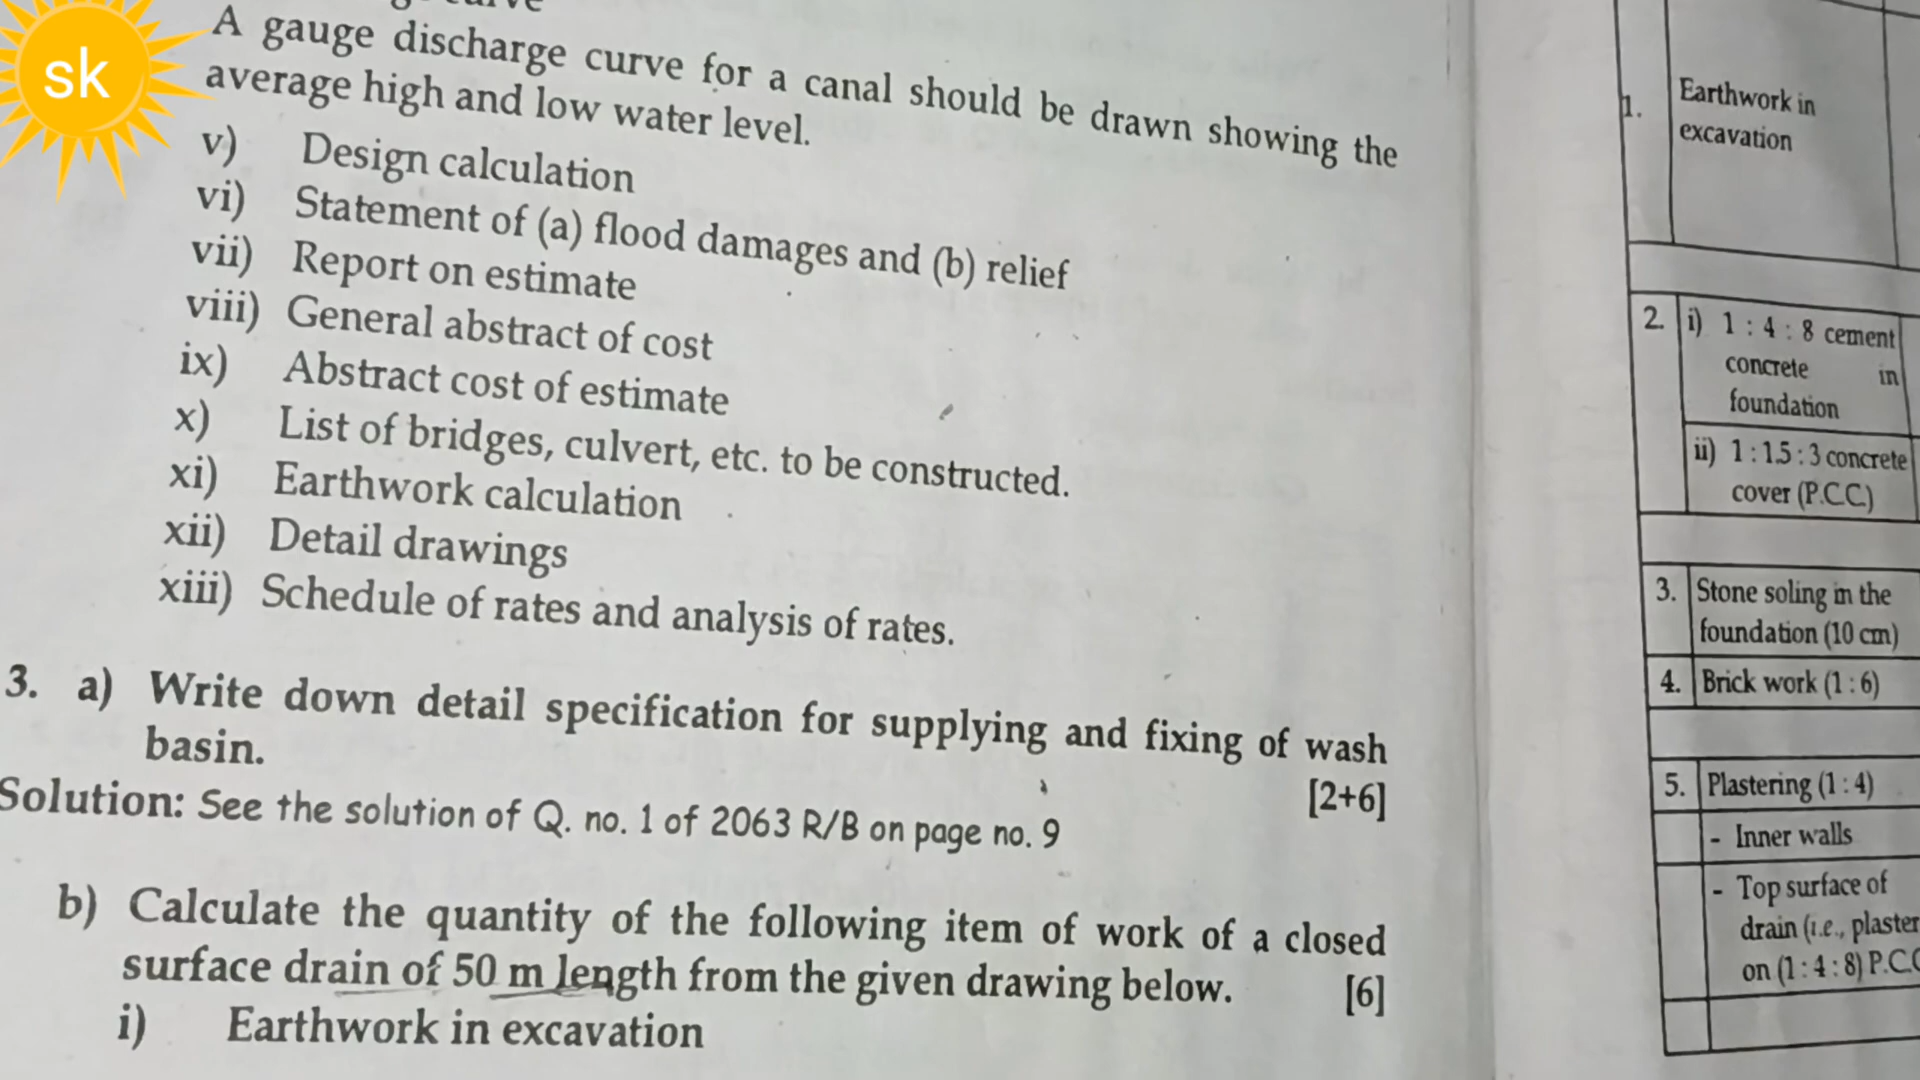 sk
A gauge discharge curve for a canal should be drawn showing the
average high and low water level.
v) Design calculation
vi) Statement of (a) flood damages and (b) relief
vii) Report on estimate
viii) General abstract of cost
ix) Abstract cost of estimate
x) List of bridges, culvert, etc. to be constructed.
xi) Earthwork calculation
xii) Detail drawings
xiii) Schedule of rates and analysis of rates.
3. a) Write down detail specification for supplying and fixing of wash
basin. [2+6]
Solution: See the solution of Q. no. 1 of 2063 R/B on page no. 9
b) Calculate the quantity of the following item of work of a closed
surface drain of 50 m length from the given drawing below. [6]
i) Earthwork in excavation
1. Earthwork in
excavation
2. i) 1 : 4 : 8 cement
concrete in
foundation
ii) 1 : 1.5 : 3 concrete
cover (P.C.C.)
3. Stone soling in the
foundation (10 cm)
4. Brick work (1 : 6)
5. Plastering (1 : 4)
- Inner walls
- Top surface of
drain (i.e., plaster
on (1 : 4 : 8) P.C.C